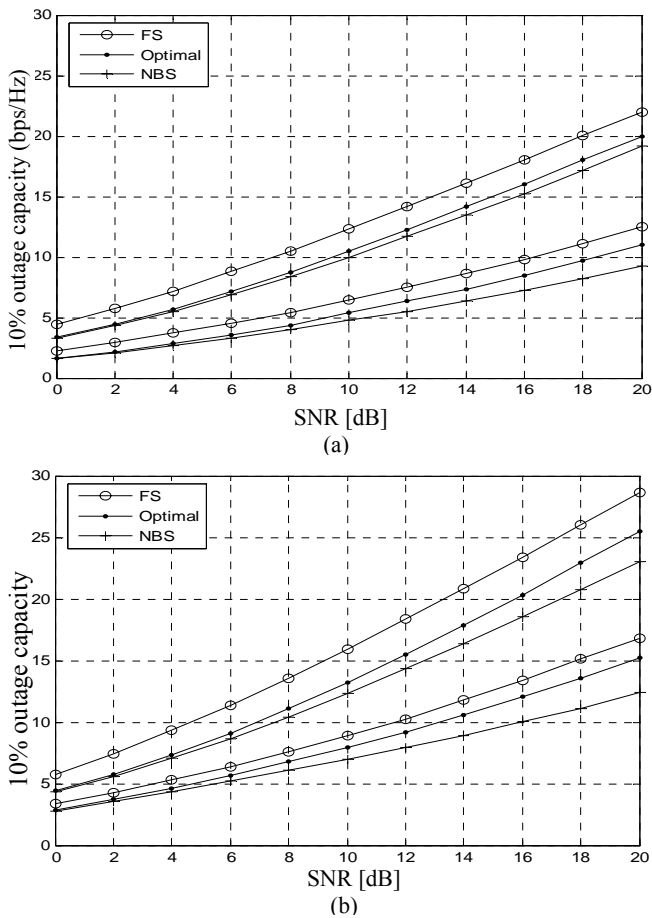 30
25
20
15
10
5
0
10% outage capacity (bps/Hz)
FS
Optimal
NBS
0 2 4 6 8 10 12 14 16 18 20
SNR [dB]
(a)
30
25
20
15
10
5
0
10% outage capacity
FS
Optimal
NBS
0 2 4 6 8 10 12 14 16 18 20
SNR [dB]
(b)